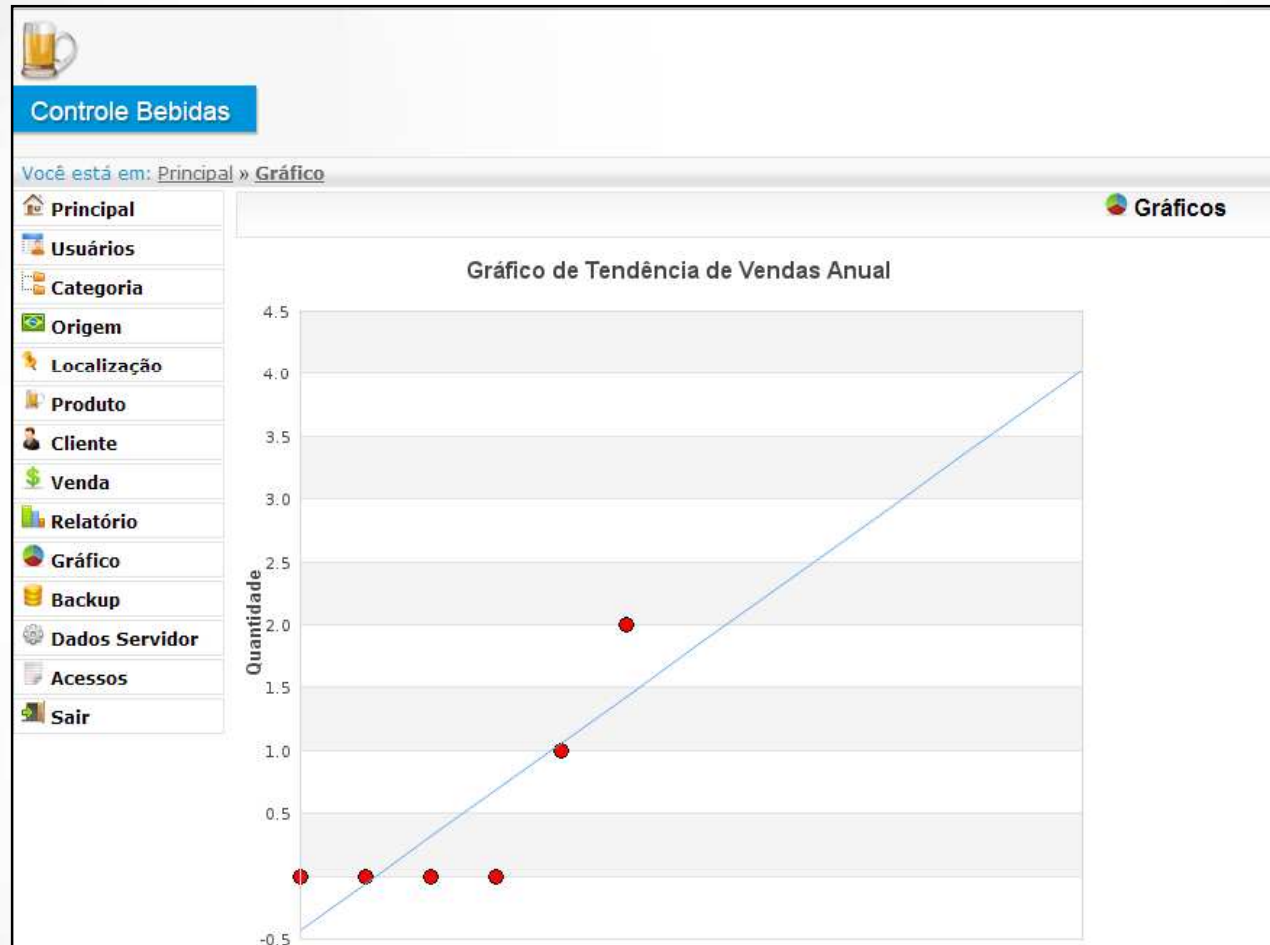 Controle Bebidas
Você está em: Principal » Gráfico
Principal
Usuários
Categoria
Origem
Localização
Produto
Cliente
Venda
Relatório
Gráfico
Backup
Dados Servidor
Acessos
Sair
Gráficos
Gráfico de Tendência de Vendas Anual
Quantidade
4.5
4.0
3.5
3.0
2.5
2.0
1.5
1.0
0.5
-0.5